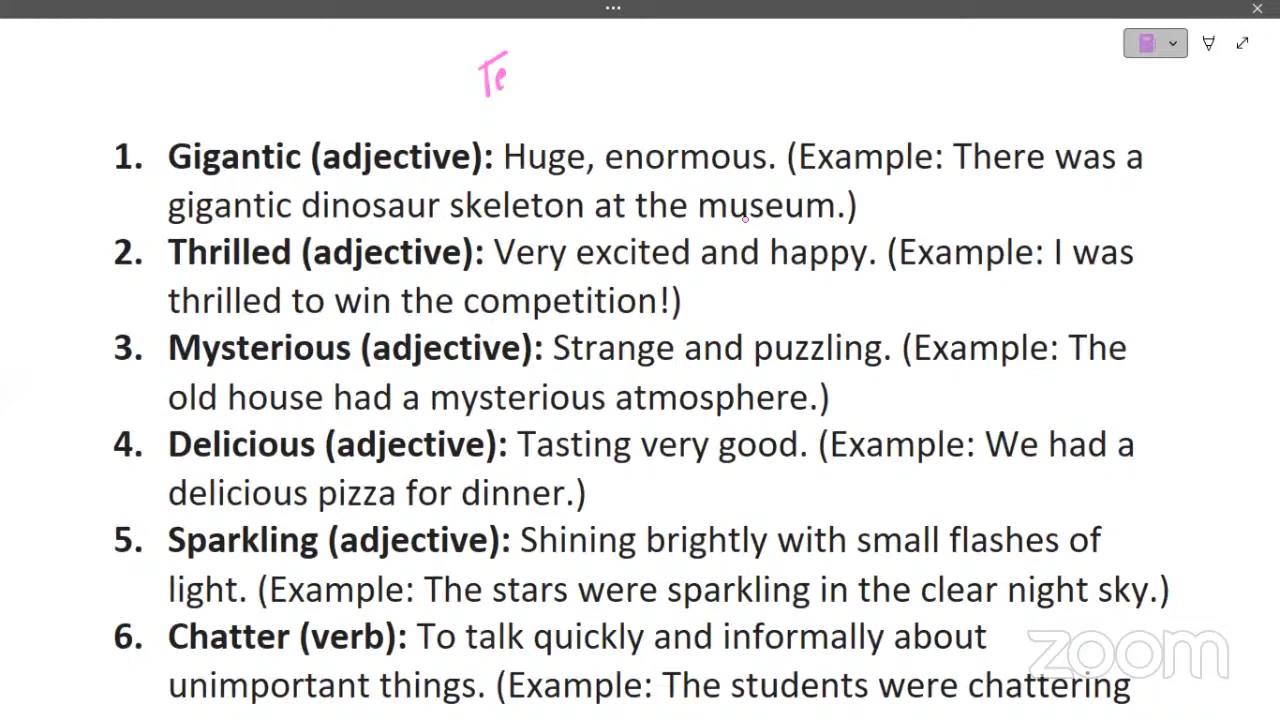 Te
1. Gigantic (adjective): Huge, enormous. (Example: There was a
gigantic dinosaur skeleton at the museum.)
2. Thrilled (adjective): Very excited and happy. (Example: I was
thrilled to win the competition!)
3. Mysterious (adjective): Strange and puzzling. (Example: The
old house had a mysterious atmosphere.)
4. Delicious (adjective): Tasting very good. (Example: We had a
delicious pizza for dinner.)
5. Sparkling (adjective): Shining brightly with small flashes of
light. (Example: The stars were sparkling in the clear night sky.)
6. Chatter (verb): To talk quickly and informally about
unimportant things. (Example: The students were chattering
zoom